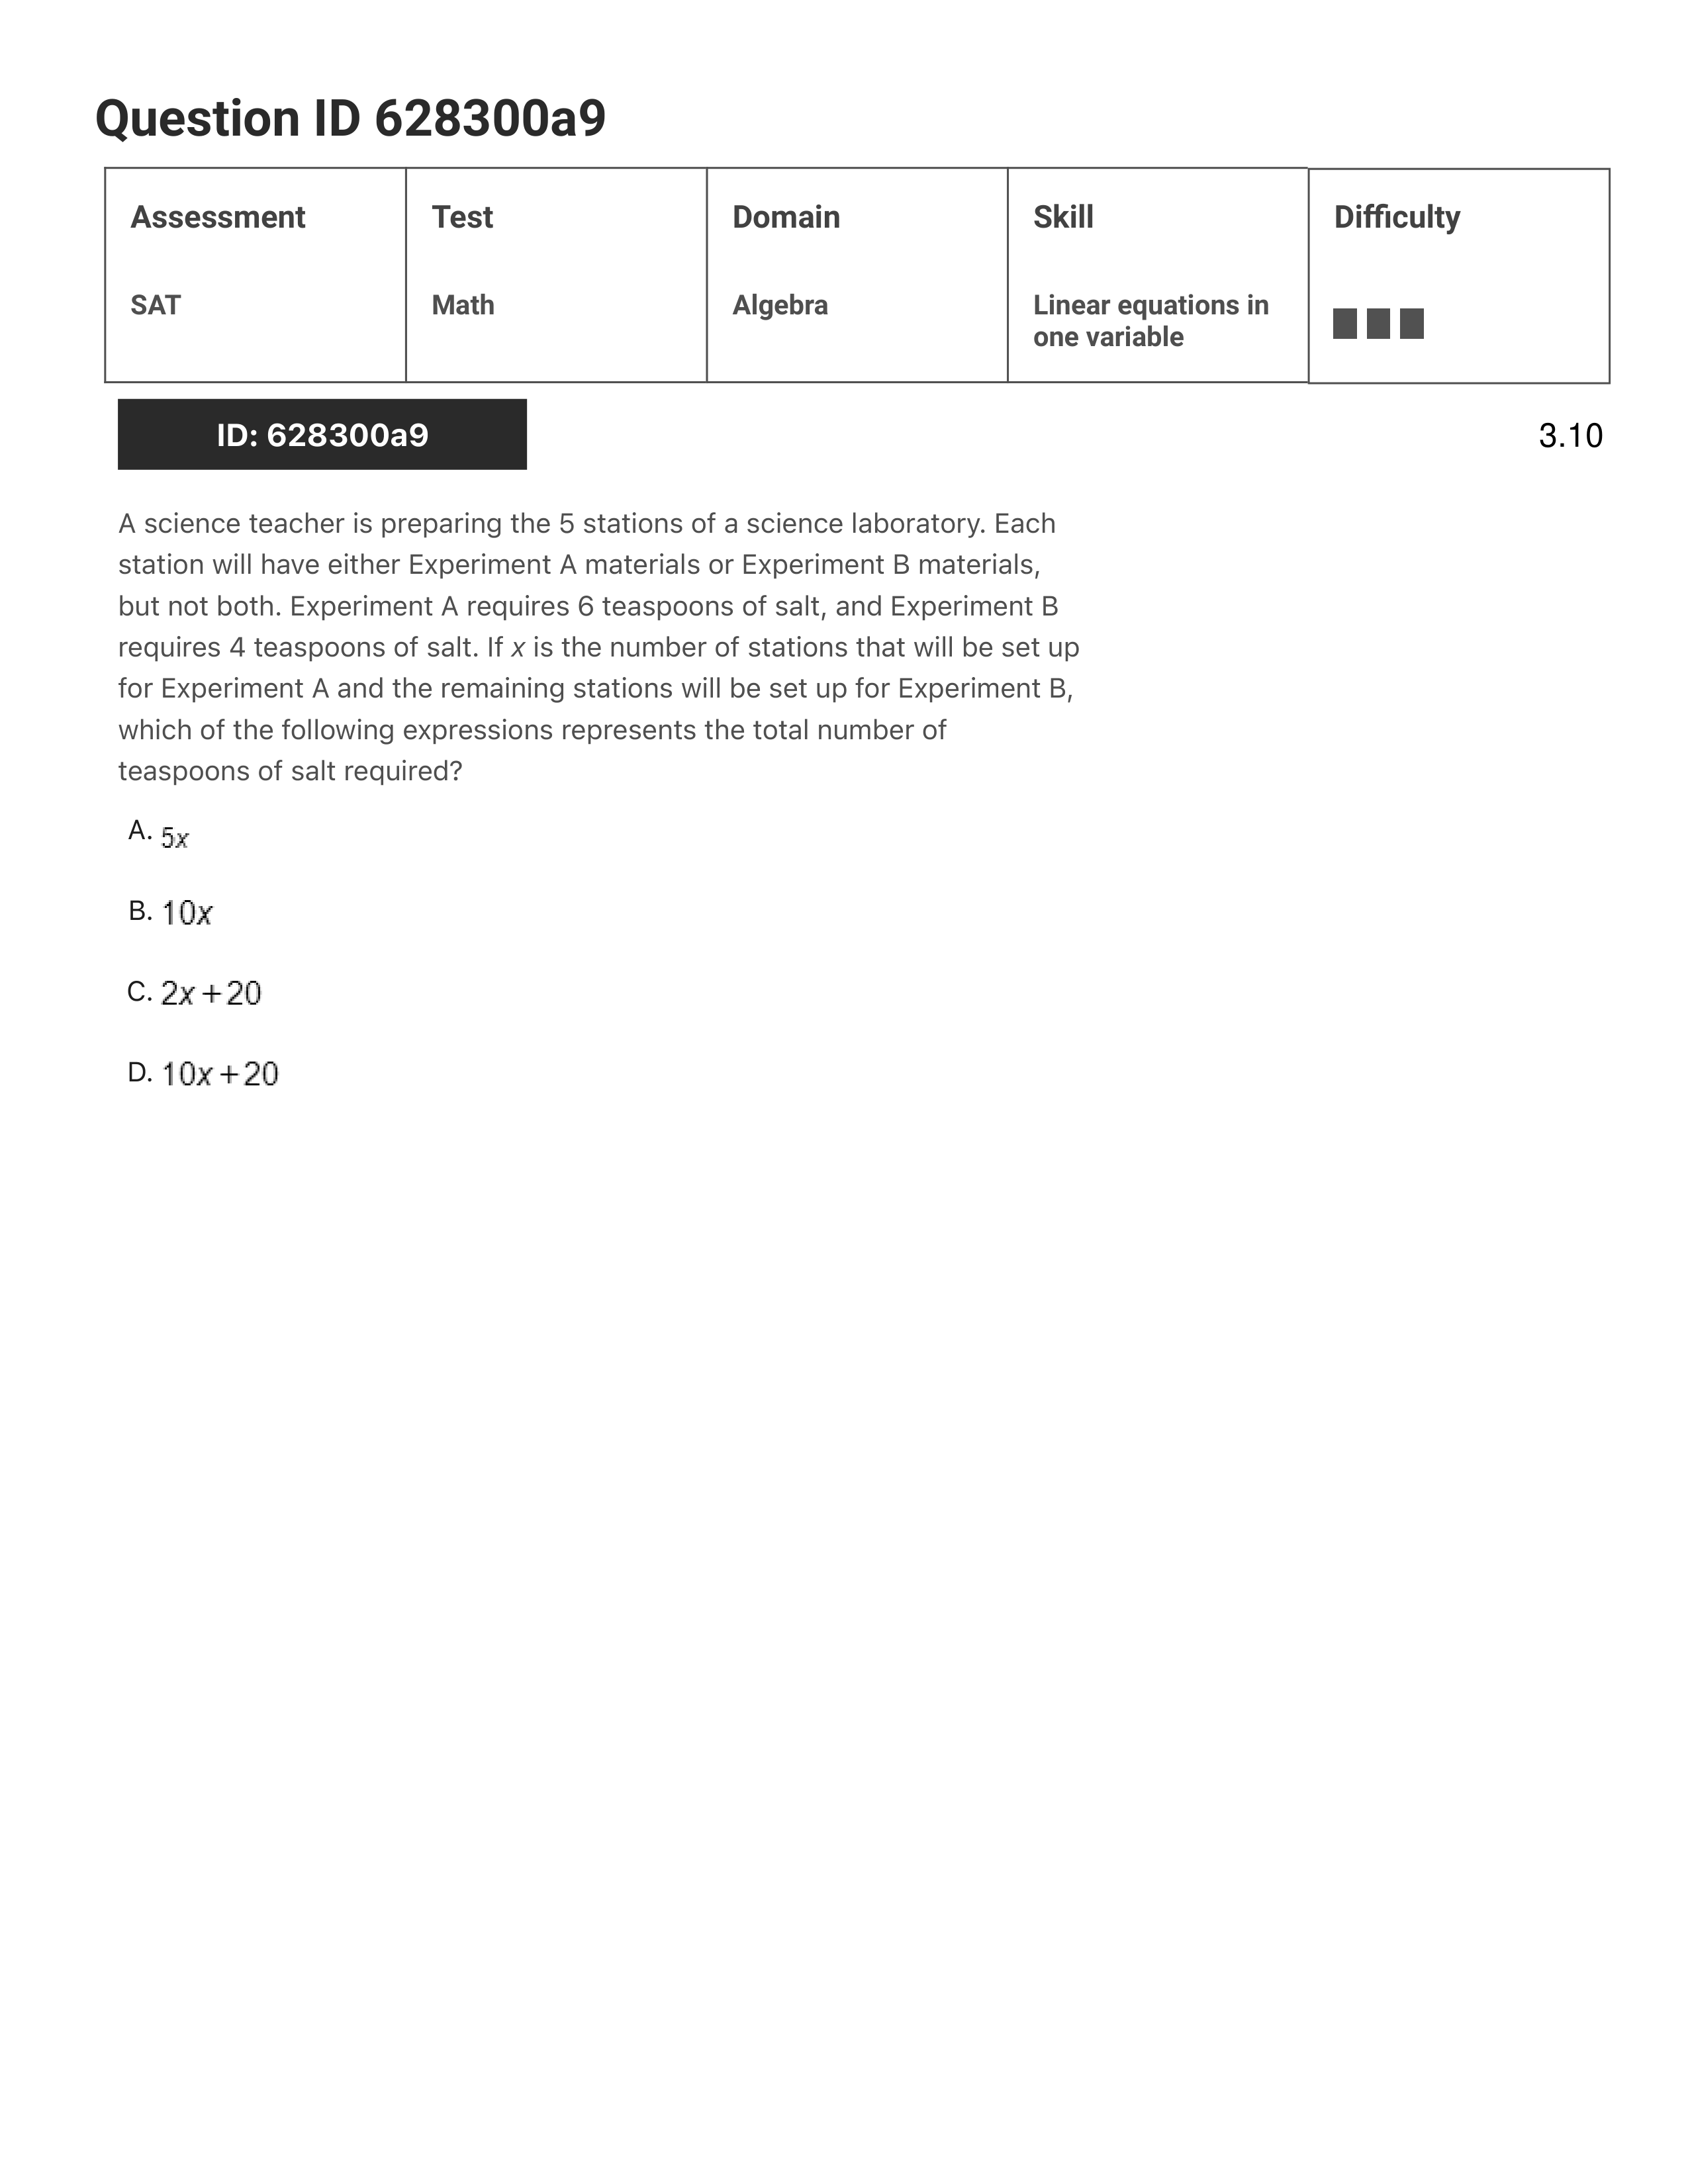 Question ID 628300a9
Assessment
Test
Domain
Skill
Difficulty
SAT
Math
Algebra
Linear equations in
one variable
ID: 628300a9
3.10
A science teacher is preparing the 5 stations of a science laboratory. Each
station will have either Experiment A materials or Experiment B materials,
but not both. Experiment A requires 6 teaspoons of salt, and Experiment B
requires 4 teaspoons of salt. If x is the number of stations that will be set up
for Experiment A and the remaining stations will be set up for Experiment B,
which of the following expressions represents the total number of
teaspoons of salt required?
A. 5x
B. 10x
C. 2x+20
D. 10x+20